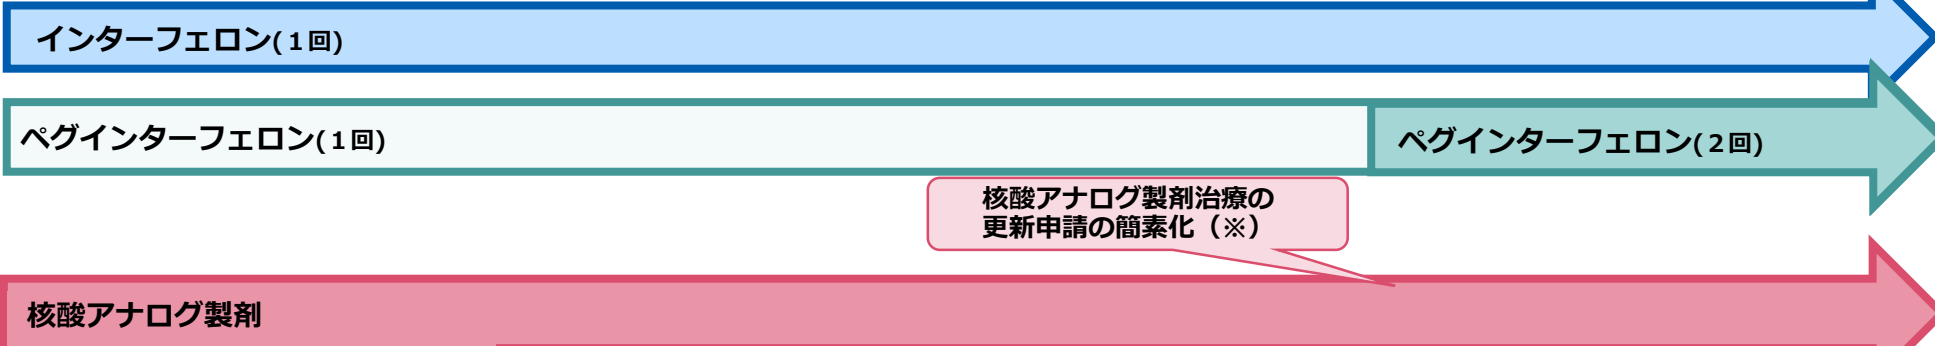 インターフェロン(１回)
ペグインターフェロン(１回)
ペグインターフェロン(２回)
核酸アナログ製剤治療の
更新申請の簡素化（※）
核酸アナログ製剤